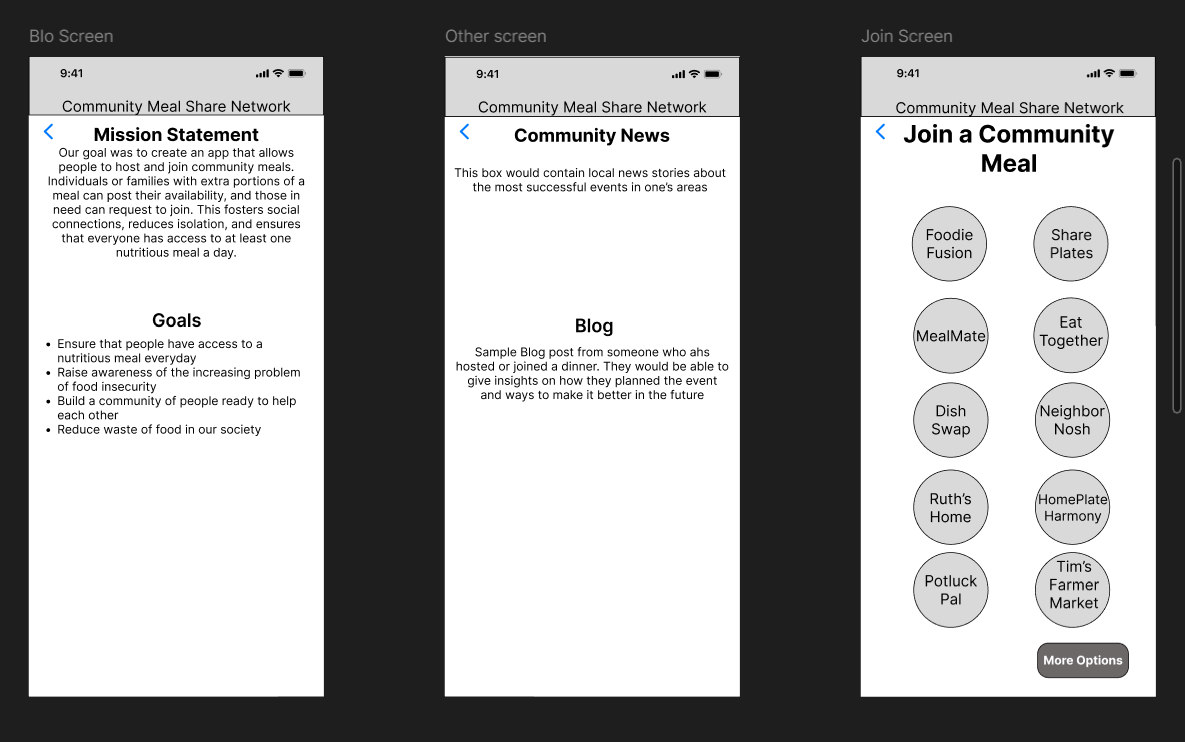 Blo Screen
9:41
Community Meal Share Network
Mission Statement
Our goal was to create an app that allows
people to host and join community meals.
Individuals or families with extra portions of a
meal can post their availability, and those in
need can request to join. This fosters social
connections, reduces isolation, and ensures
that everyone has access to at least one
nutritious meal a day.
Goals
• Ensure that people have access to a
nutritious meal everyday
• Raise awareness of the increasing problem
of food insecurity
• Build a community of people ready to help
each other
• Reduce waste of food in our society
Other screen
9:41
Community Meal Share Network
Community News
This box would contain local news stories about
the most successful events in one's areas
Blog
Sample Blog post from someone who ahs
hosted or joined a dinner. They would be able to
give insights on how they planned the event
and ways to make it better in the future
Join Screen
9:41
Community Meal Share Network
Join a Community
Meal
Foodie
Fusion
Share
Plates
MealMate
Eat
Together
Dish
Swap
Neighbor
Nosh
Ruth's
Home
HomePlate
Harmony
Potluck
Pal
Tim's
Farmer
Market
More Options